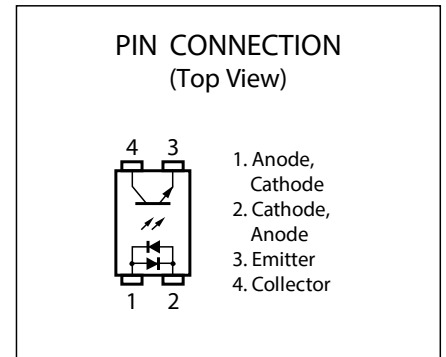 PIN CONNECTION
(Top View)
4 3
1 2
1. Anode,
Cathode
2. Cathode,
Anode
3. Emitter
4. Collector